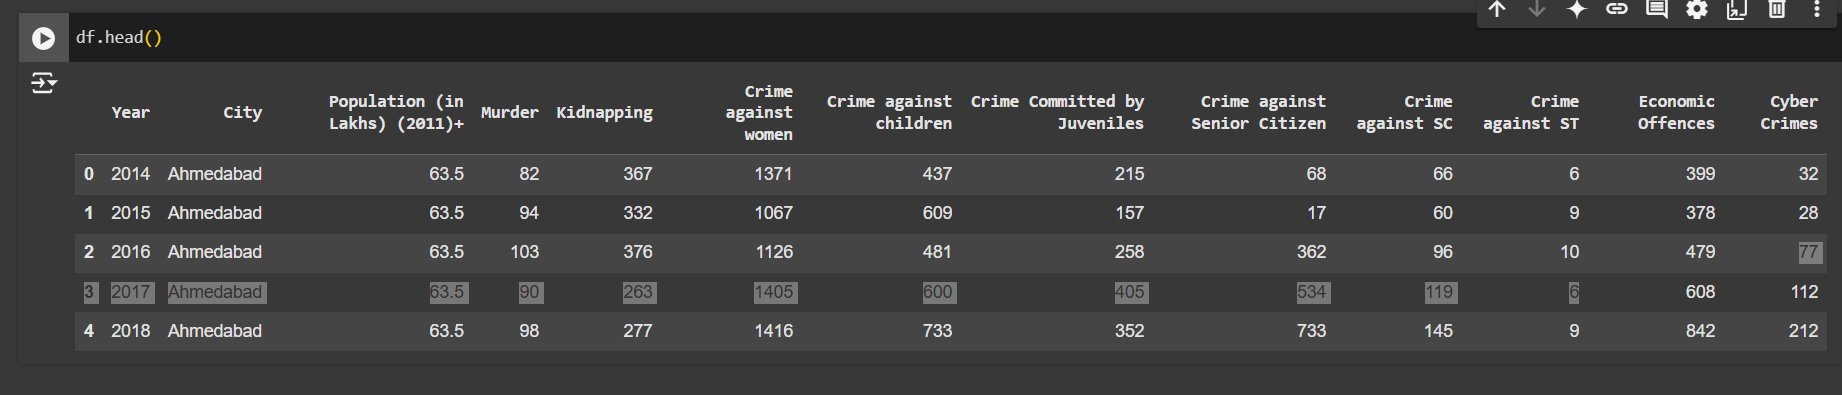 df.head()
Year City Population (in Lakhs) (2011)+ Murder Kidnapping Crime against women Crime against children Crime Committed by Juveniles Crime against Senior Citizen Crime against SC Crime against ST Economic Offences Cyber Crimes
0 2014 Ahmedabad 63.5 82 367 1371 437 215 68 66 6 399 32
1 2015 Ahmedabad 63.5 94 332 1067 609 157 17 60 9 378 28
2 2016 Ahmedabad 63.5 103 376 1126 481 258 362 96 10 479 77
3 2017 Ahmedabad 63.5 90 263 1405 600 405 534 119 6 608 112
4 2018 Ahmedabad 63.5 98 277 1416 733 352 733 145 9 842 212